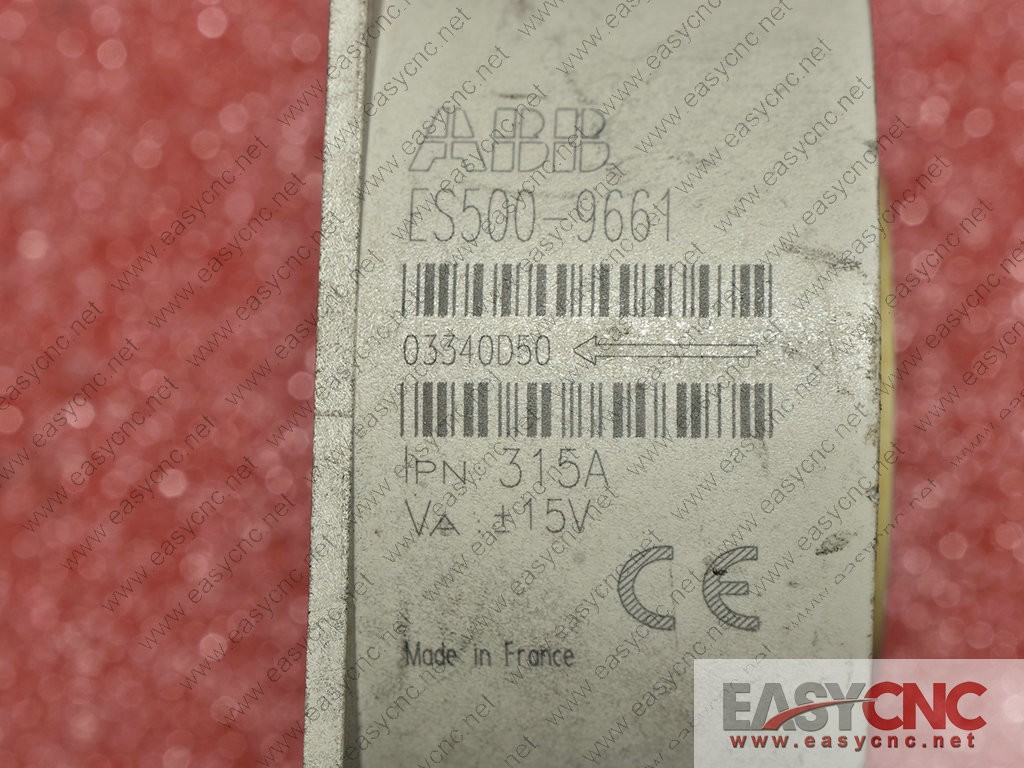 ABB
ES500-9661
03340D50
IPN 315A
VA ±15V
CE
Made in France
EASYCNC
www.easycnc.net